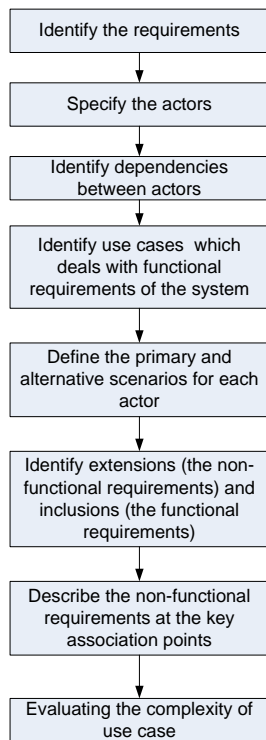 Identify the requirements
Specify the actors
Identify dependencies
between actors
Identify use cases which
deals with functional
requirements of the system
Define the primary and
alternative scenarios for each
actor
Identify extensions (the non-
functional requirements) and
inclusions (the functional
requirements)
Describe the non-functional
requirements at the key
association points
Evaluating the complexity of
use case